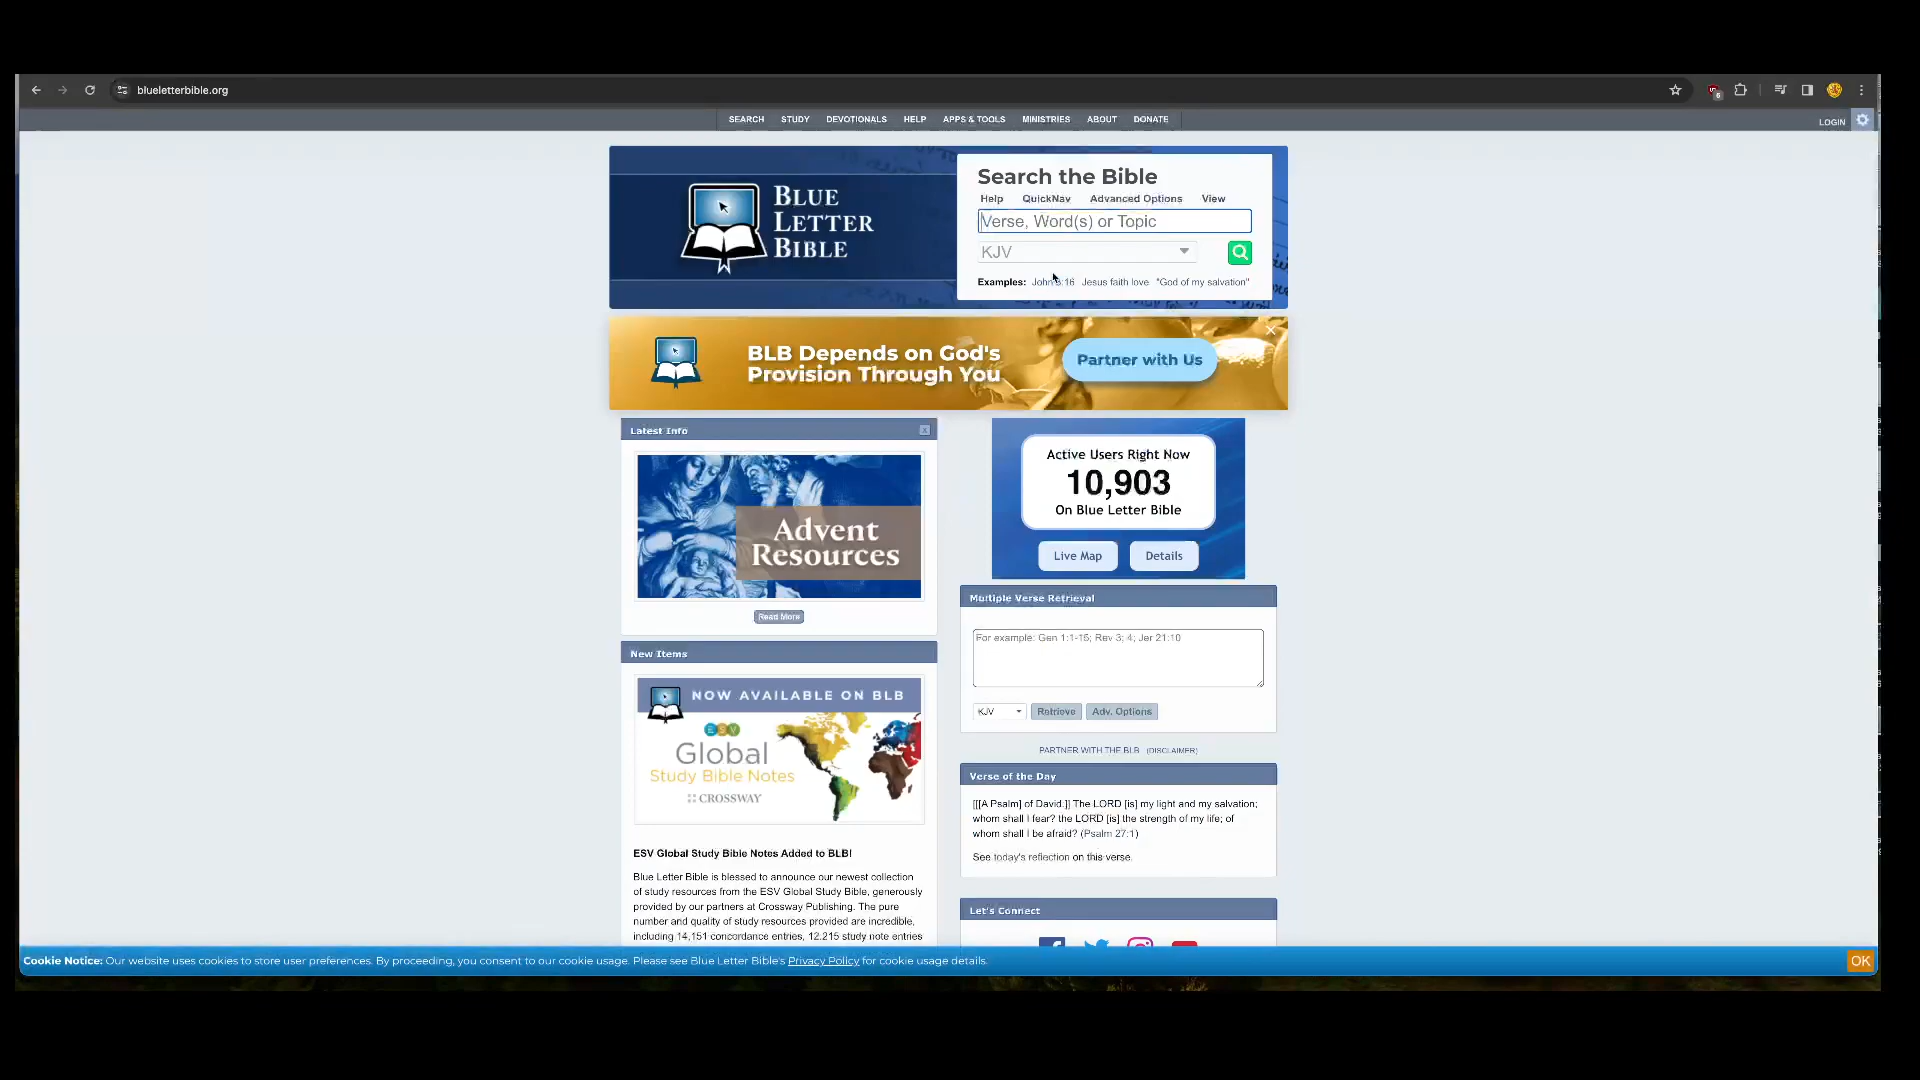 blueletterbible.org
6
SEARCH STUDY DEVOTIONALS HELP APPS & TOOLS MINISTRIES ABOUT DONATE
LOGIN
BLUE
LETTER
BIBLE
Search the Bible
Help QuickNav Advanced Options View
Verse, Word(s) or Topic
KJV
Examples: John 3:16 Jesus faith love "God of my salvation"
BLB Depends on God's
Provision Through You
Partner with Us
Latest Info
Advent
Resources
Read More
Active Users Right Now
10,903
On Blue Letter Bible
Live Map Details
Multiple Verse Retrieval
For example: Gen 1:1-15; Rev 3; 4; Jer 21:10
KJV Retrieve Adv. Options
PARTNER WITH THE BLB (DISCLAIMER)
New Items
NOW AVAILABLE ON BLB
ESV
Global
Study Bible Notes
CROSSWAY
ESV Global Study Bible Notes Added to BLB!
Blue Letter Bible is blessed to announce our newest collection
of study resources from the ESV Global Study Bible, generously
provided by our partners at Crossway Publishing. The pure
number and quality of study resources provided are incredible,
including 14,151 concordance entries, 12,215 study note entries
Verse of the Day
[[[A Psalm] of David.]] The LORD [is] my light and my salvation;
whom shall I fear? the LORD [is] the strength of my life; of
whom shall I be afraid? (Psalm 27:1)
See today's reflection on this verse.
Let's Connect
Cookie Notice: Our website uses cookies to store user preferences. By proceeding, you consent to our cookie usage. Please see Blue Letter Bible's Privacy Policy for cookie usage details.
OK